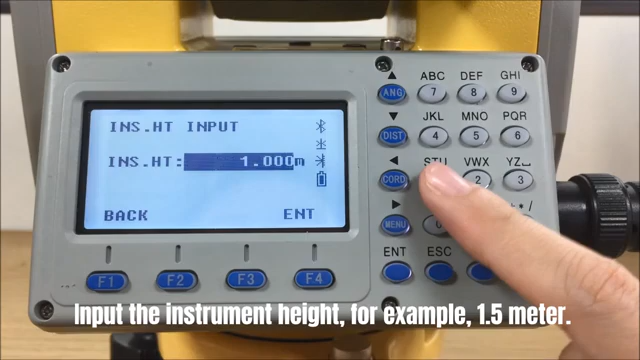 INS.HT INPUT
INS.HT: 1.000m
BACK ENT
ABC DEF GHI
ANG 7 8 9
JKL MNO PQR
DIST 4 5 6
STU VWX YZ
CORD 2 3
MENU
ENT ESC
F1 F2 F3 F4
Input the instrument height, for example, 1.5 meter.